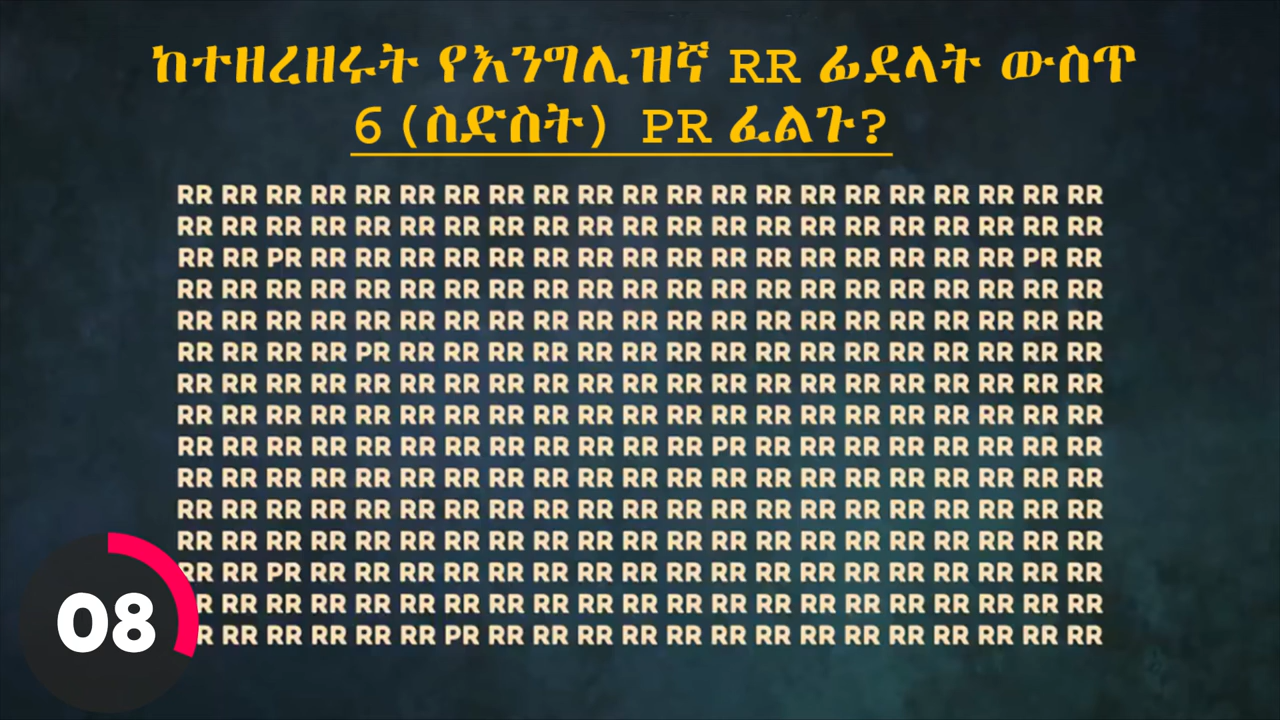 ከተዘረዘሩት የእንግሊዝኛ RR ፊደላት ውስጥ
6 (ስድስት) PR ፈልጉ?
RR RR RR RR RR RR RR RR RR RR RR RR RR RR RR RR RR RR RR RR RR
RR RR RR RR RR RR RR RR RR RR RR RR RR RR RR RR RR RR RR RR RR
RR RR PR RR RR RR RR RR RR RR RR RR RR RR RR RR RR RR RR PR RR
RR RR RR RR RR RR RR RR RR RR RR RR RR RR RR RR RR RR RR RR RR
RR RR RR RR RR RR RR RR RR RR RR RR RR RR RR RR RR RR RR RR RR
RR RR RR RR PR RR RR RR RR RR RR RR RR RR RR RR RR RR RR RR RR
RR RR RR RR RR RR RR RR RR RR RR RR RR RR RR RR RR RR RR RR RR
RR RR RR RR RR RR RR RR RR RR RR RR RR RR RR RR RR RR RR RR RR
RR RR RR RR RR RR RR RR RR RR RR RR PR RR RR RR RR RR RR RR RR
RR RR RR RR RR RR RR RR RR RR RR RR RR RR RR RR RR RR RR RR RR
RR RR RR RR RR RR RR RR RR RR RR RR RR RR RR RR RR RR RR RR RR
RR RR RR RR RR RR RR RR RR RR RR RR RR RR RR RR RR RR RR RR RR
RR RR PR RR RR RR RR RR RR RR RR RR RR RR RR RR RR RR RR RR RR
R RR RR RR RR RR RR RR RR RR RR RR RR RR RR RR RR RR RR RR RR
R RR RR RR RR RR PR RR RR RR RR RR RR RR RR RR RR RR RR RR RR
08